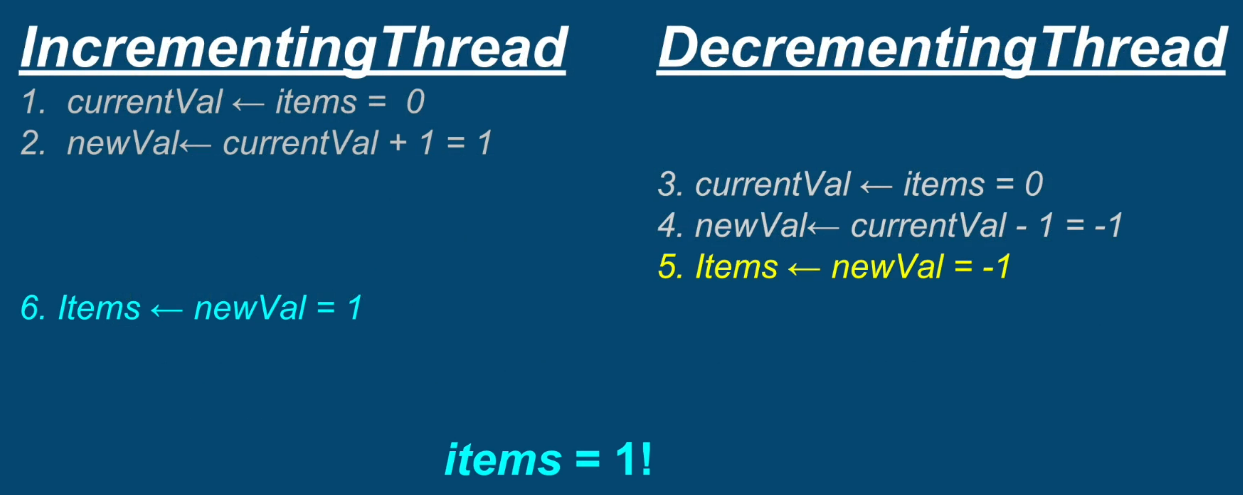 IncrementingThread
1. currentVal ← items = 0
2. newVal← currentVal + 1 = 1
DecrementingThread
3. currentVal ← items = 0
4. newVal← currentVal - 1 = -1
5. Items ← newVal = -1
6. Items ← newVal = 1
items = 1!